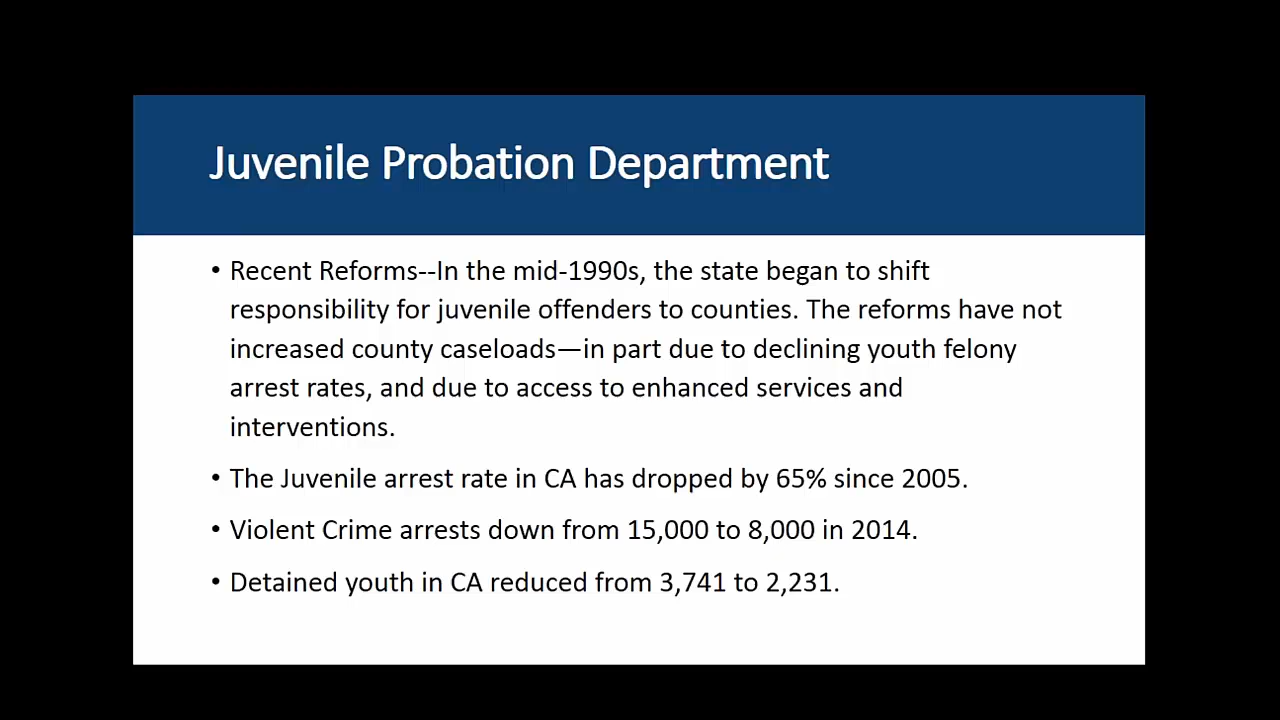 Juvenile Probation Department
• Recent Reforms--In the mid-1990s, the state began to shift
responsibility for juvenile offenders to counties. The reforms have not
increased county caseloads—in part due to declining youth felony
arrest rates, and due to access to enhanced services and
interventions.
• The Juvenile arrest rate in CA has dropped by 65% since 2005.
• Violent Crime arrests down from 15,000 to 8,000 in 2014.
• Detained youth in CA reduced from 3,741 to 2,231.